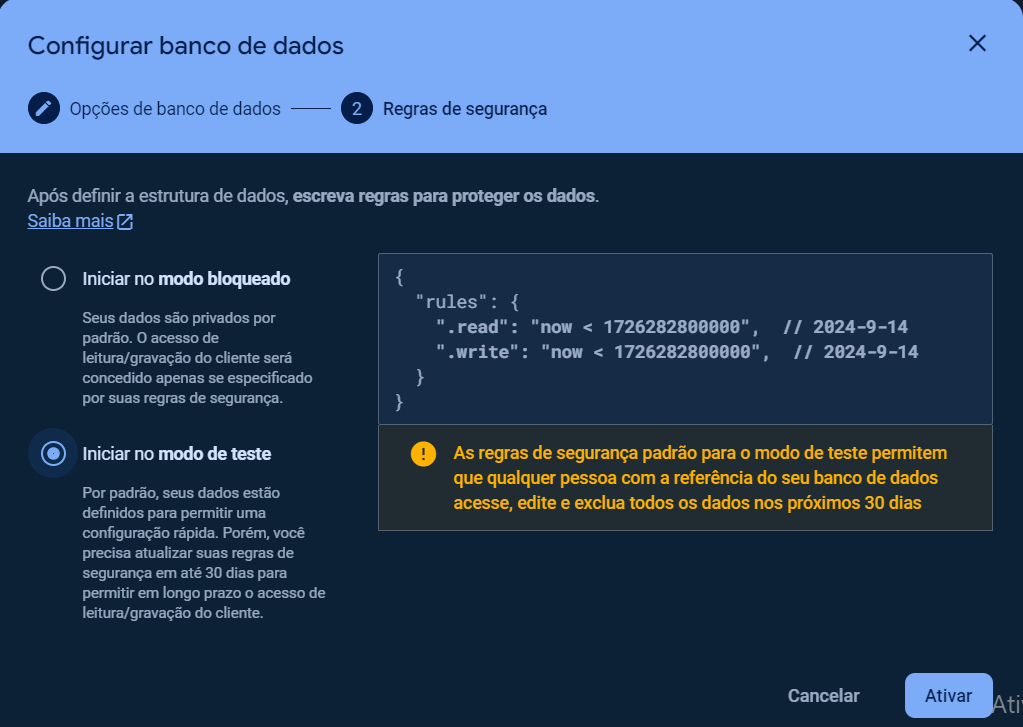 Configurar banco de dados
Opções de banco de dados
2 Regras de segurança
Após definir a estrutura de dados, escreva regras para proteger os dados.
Saiba mais
Iniciar no modo bloqueado
Seus dados são privados por
padrão. O acesso de
leitura/gravação do cliente será
concedido apenas se especificado
por suas regras de segurança.
Iniciar no modo de teste
Por padrão, seus dados estão
definidos para permitir uma
configuração rápida. Porém, você
precisa atualizar suas regras de
segurança em até 30 dias para
permitir em longo prazo o acesso de
leitura/gravação do cliente.
{
"rules": {
".read": "now < 1726282800000", // 2024-9-14
".write": "now < 1726282800000", // 2024-9-14
}
}
As regras de segurança padrão para o modo de teste permitem
que qualquer pessoa com a referência do seu banco de dados
acesse, edite e exclua todos os dados nos próximos 30 dias
Cancelar
Ativar